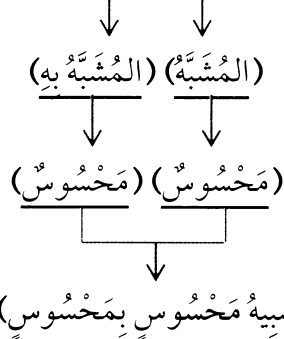 (المُشَبَّهُ) (المُشَبَّهُ بِهِ)
(مَحْسُوسٌ) (مَحْسُوسٌ)
مَحْسُوسٍ بِمَحْسُوسٍ)